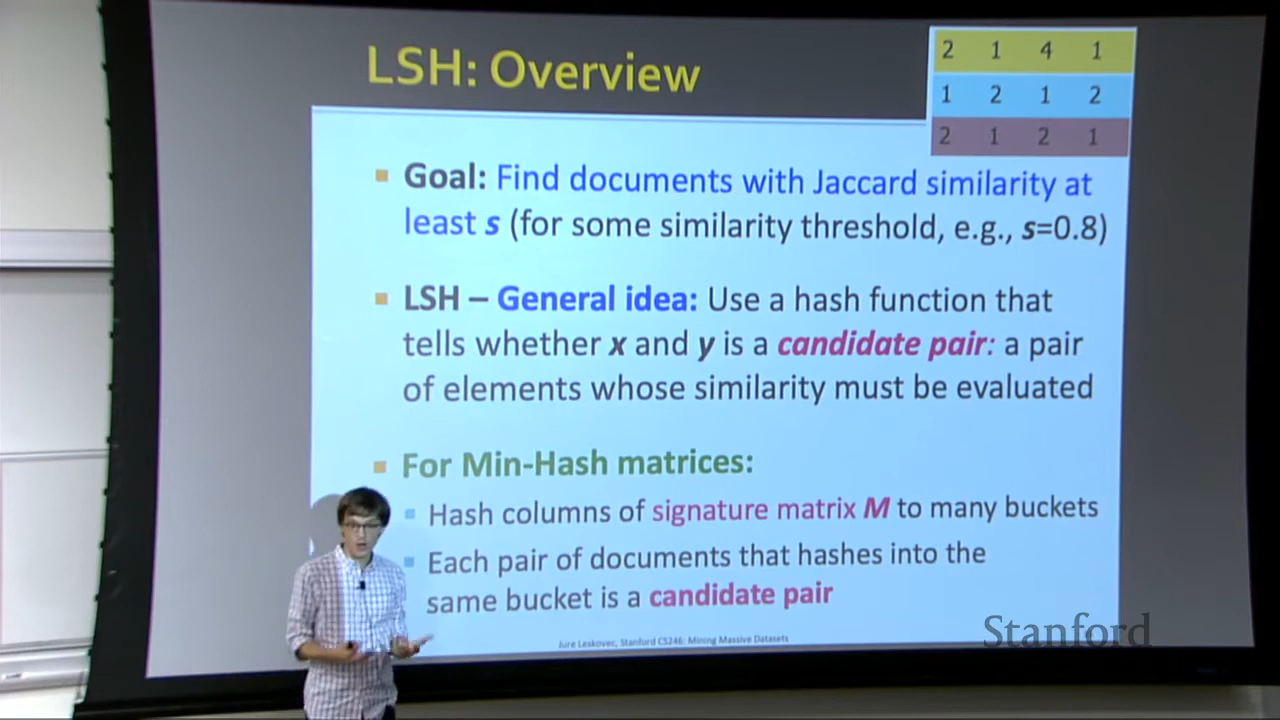 LSH: Overview
2 1 4 1
1 2 1 2
2 1 2 1
Goal: Find documents with Jaccard similarity at
least s (for some similarity threshold, e.g., s=0.8)
LSH – General idea: Use a hash function that
tells whether x and y is a candidate pair: a pair
of elements whose similarity must be evaluated
For Min-Hash matrices:
Hash columns of signature matrix M to many buckets
Each pair of documents that hashes into the
same bucket is a candidate pair
Jure Leskovec, Stanford CS246: Mining Massive Datasets
Stanford